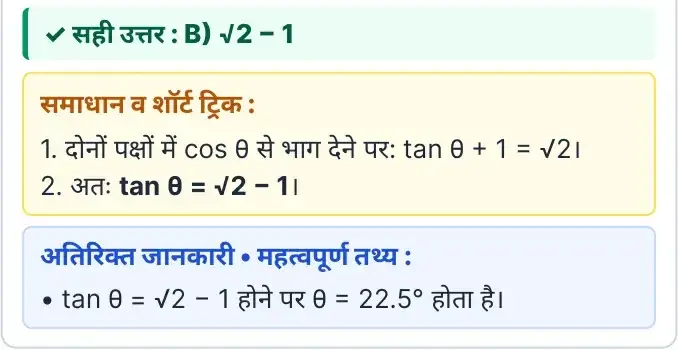 ✓ सही उत्तर : B) √2 − 1
समाधान व शॉर्ट ट्रिक :
1. दोनों पक्षों में cos θ से भाग देने पर: tan θ + 1 = √2।
2. अतः tan θ = √2 − 1।
अतिरिक्त जानकारी • महत्वपूर्ण तथ्य :
• tan θ = √2 − 1 होने पर θ = 22.5° होता है।